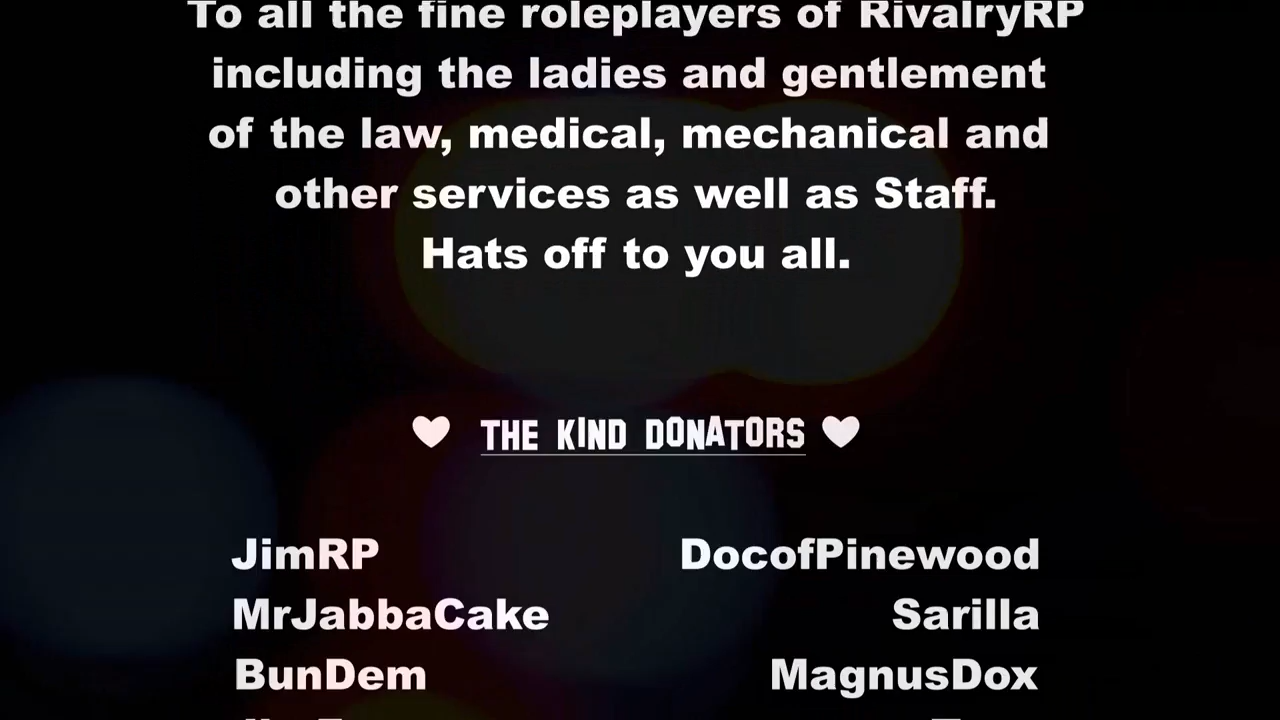 To all the fine roleplayers of RivalryRP
including the ladies and gentlement
of the law, medical, mechanical and
other services as well as Staff.
Hats off to you all.
THE KIND DONATORS
JimRP DocofPinewood
MrJabbaCake Sarilla
BunDem MagnusDox